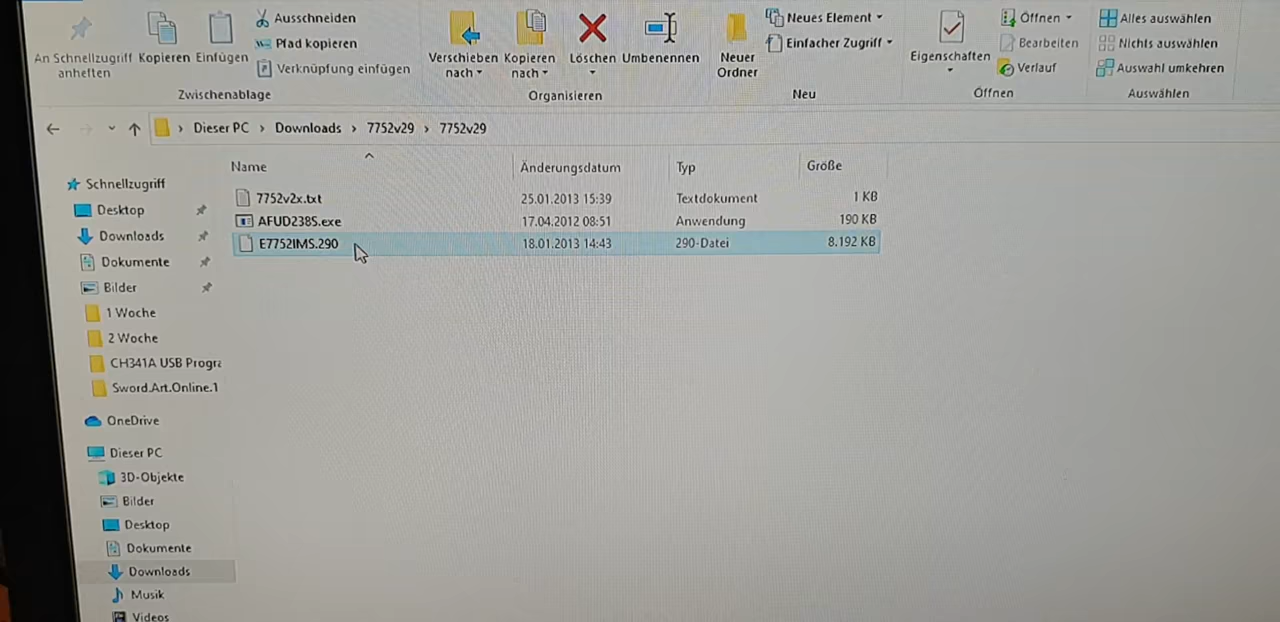 An Schnellzugriff
anheften
Kopieren
Einfügen
Ausschneiden
Pfad kopieren
Verknüpfung einfügen
Zwischenablage
Verschieben
nach
Kopieren
nach
Löschen
Umbenennen
Organisieren
Neuer
Ordner
Neues Element
Einfacher Zugriff
Neu
Eigenschaften
Öffnen
Bearbeiten
Verlauf
Öffnen
Alles auswählen
Nichts auswählen
Auswahl umkehren
Auswählen
Dieser PC > Downloads > 7752v29 > 7752v29
Name Änderungsdatum Typ Größe
7752v2x.txt 25.01.2013 15:39 Textdokument 1 KB
AFUD238S.exe 17.04.2012 08:51 Anwendung 190 KB
E7752IMS.290 18.01.2013 14:43 290-Datei 8.192 KB
Schnellzugriff
Desktop
Downloads
Dokumente
Bilder
1 Woche
2 Woche
CH341A USB Progra
Sword.Art.Online.1
OneDrive
Dieser PC
3D-Objekte
Bilder
Desktop
Dokumente
Downloads
Musik
Videos